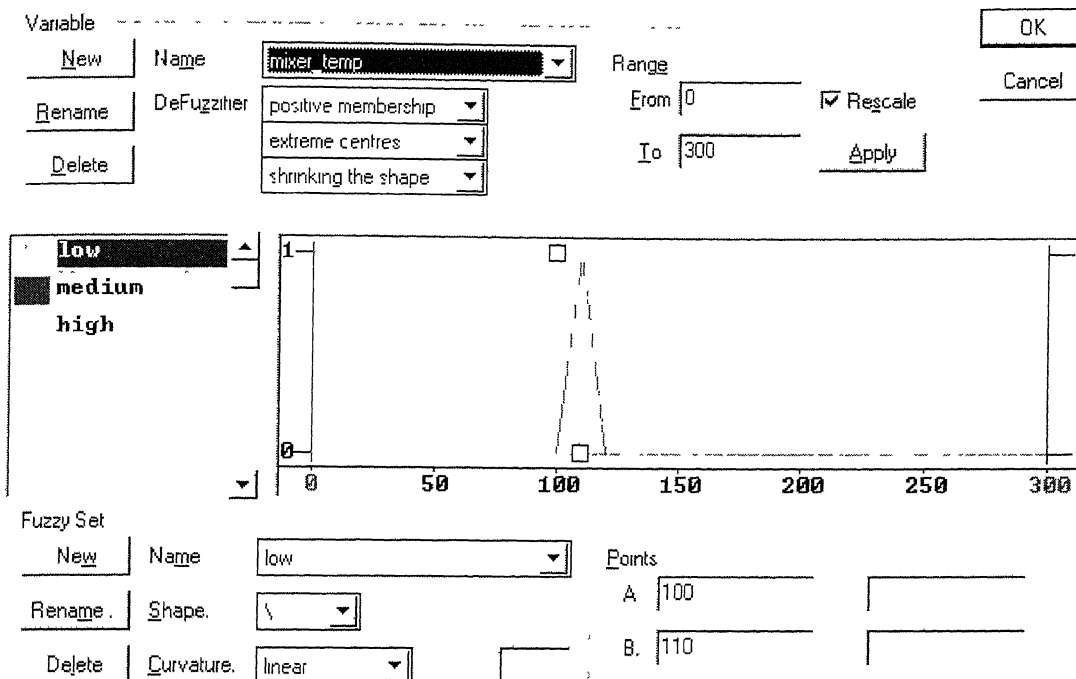 Variable
OK
New
Name
mixer_temp
Range
Cancel
Rename
DeFuzzifier
positive membership
From
0
Rescale
extreme centres
Delete
To
300
Apply
shrinking the shape
low
medium
high
1
0
0 50 100 150 200 250 300
Fuzzy Set
New
Name
low
Points
Rename.
Shape.
\
A
100
Delete
Curvature.
linear
B.
110